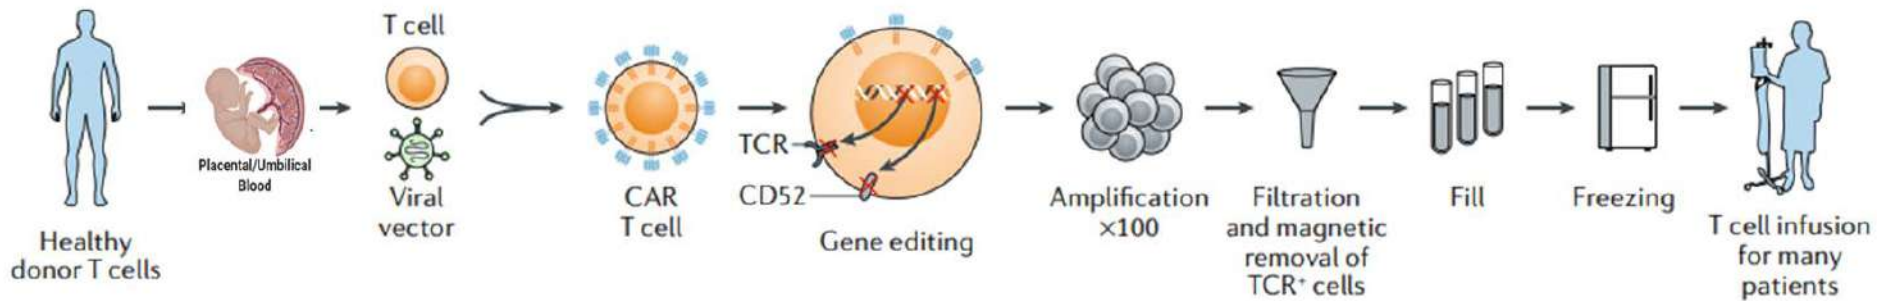 Healthy
donor T cells
Placental/Umbilical
Blood
T cell
Viral
vector
CAR
T cell
TCR
CD52
Gene editing
Amplification
×100
Filtration
and magnetic
removal of
TCR⁺ cells
Fill
Freezing
T cell infusion
for many
patients